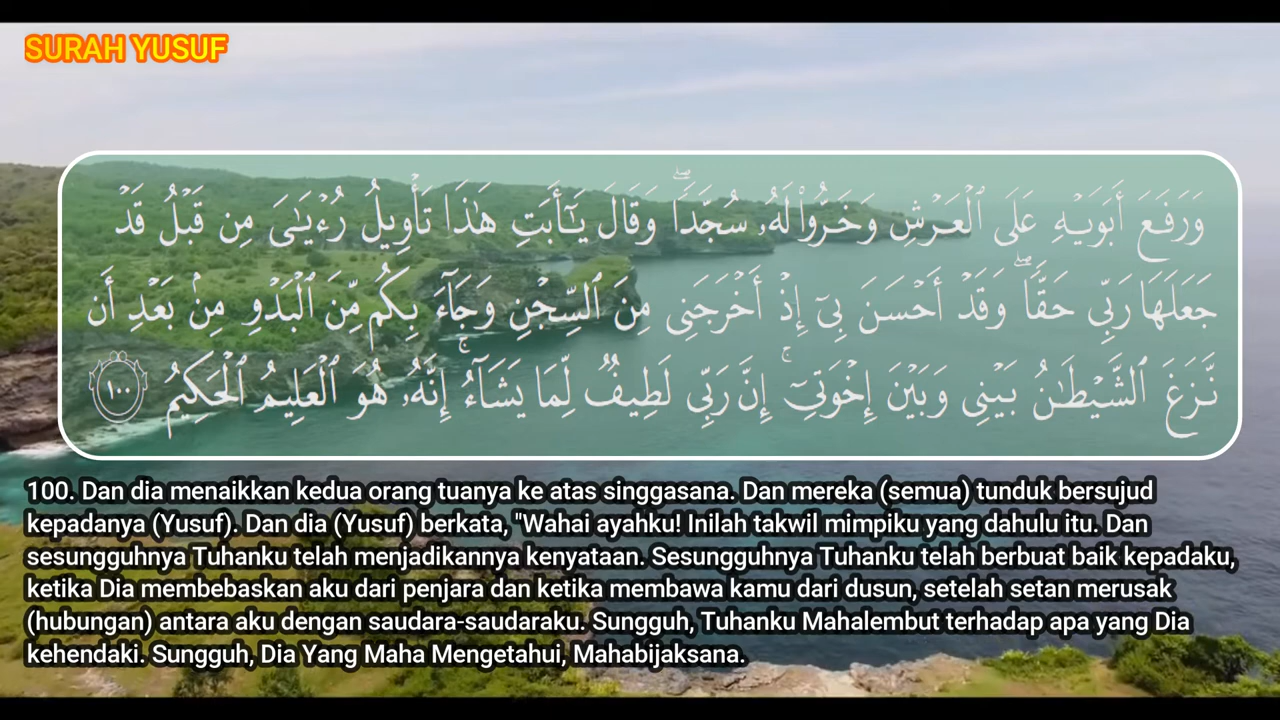 SURAH YUSUF
وَرَفَعَ أَبَوَيْهِ عَلَى ٱلْعَرْشِ وَخَرُّوا۟ لَهُۥ سُجَّدًاۖ وَقَالَ يَٰٓأَبَتِ هَٰذَا تَأْوِيلُ رُءْيَٰىَ مِن قَبْلُ قَدْ
جَعَلَهَا رَبِّى حَقًّاۖ وَقَدْ أَحْسَنَ بِىٓ إِذْ أَخْرَجَنِى مِنَ ٱلسِّجْنِ وَجَآءَ بِكُم مِّنَ ٱلْبَدْوِ مِنۢ بَعْدِ أَن
نَّزَغَ ٱلشَّيْطَٰنُ بَيْنِى وَبَيْنَ إِخْوَتِىٓۚ إِنَّ رَبِّى لَطِيفٌ لِّمَا يَشَآءُۚ إِنَّهُۥ هُوَ ٱلْعَلِيمُ ٱلْحَكِيمُ ١٠٠
100. Dan dia menaikkan kedua orang tuanya ke atas singgasana. Dan mereka (semua) tunduk bersujud
kepadanya (Yusuf). Dan dia (Yusuf) berkata, "Wahai ayahku! Inilah takwil mimpiku yang dahulu itu. Dan
sesungguhnya Tuhanku telah menjadikannya kenyataan. Sesungguhnya Tuhanku telah berbuat baik kepadaku,
ketika Dia membebaskan aku dari penjara dan ketika membawa kamu dari dusun, setelah setan merusak
(hubungan) antara aku dengan saudara-saudaraku. Sungguh, Tuhanku Mahalembut terhadap apa yang Dia
kehendaki. Sungguh, Dia Yang Maha Mengetahui, Mahabijaksana.